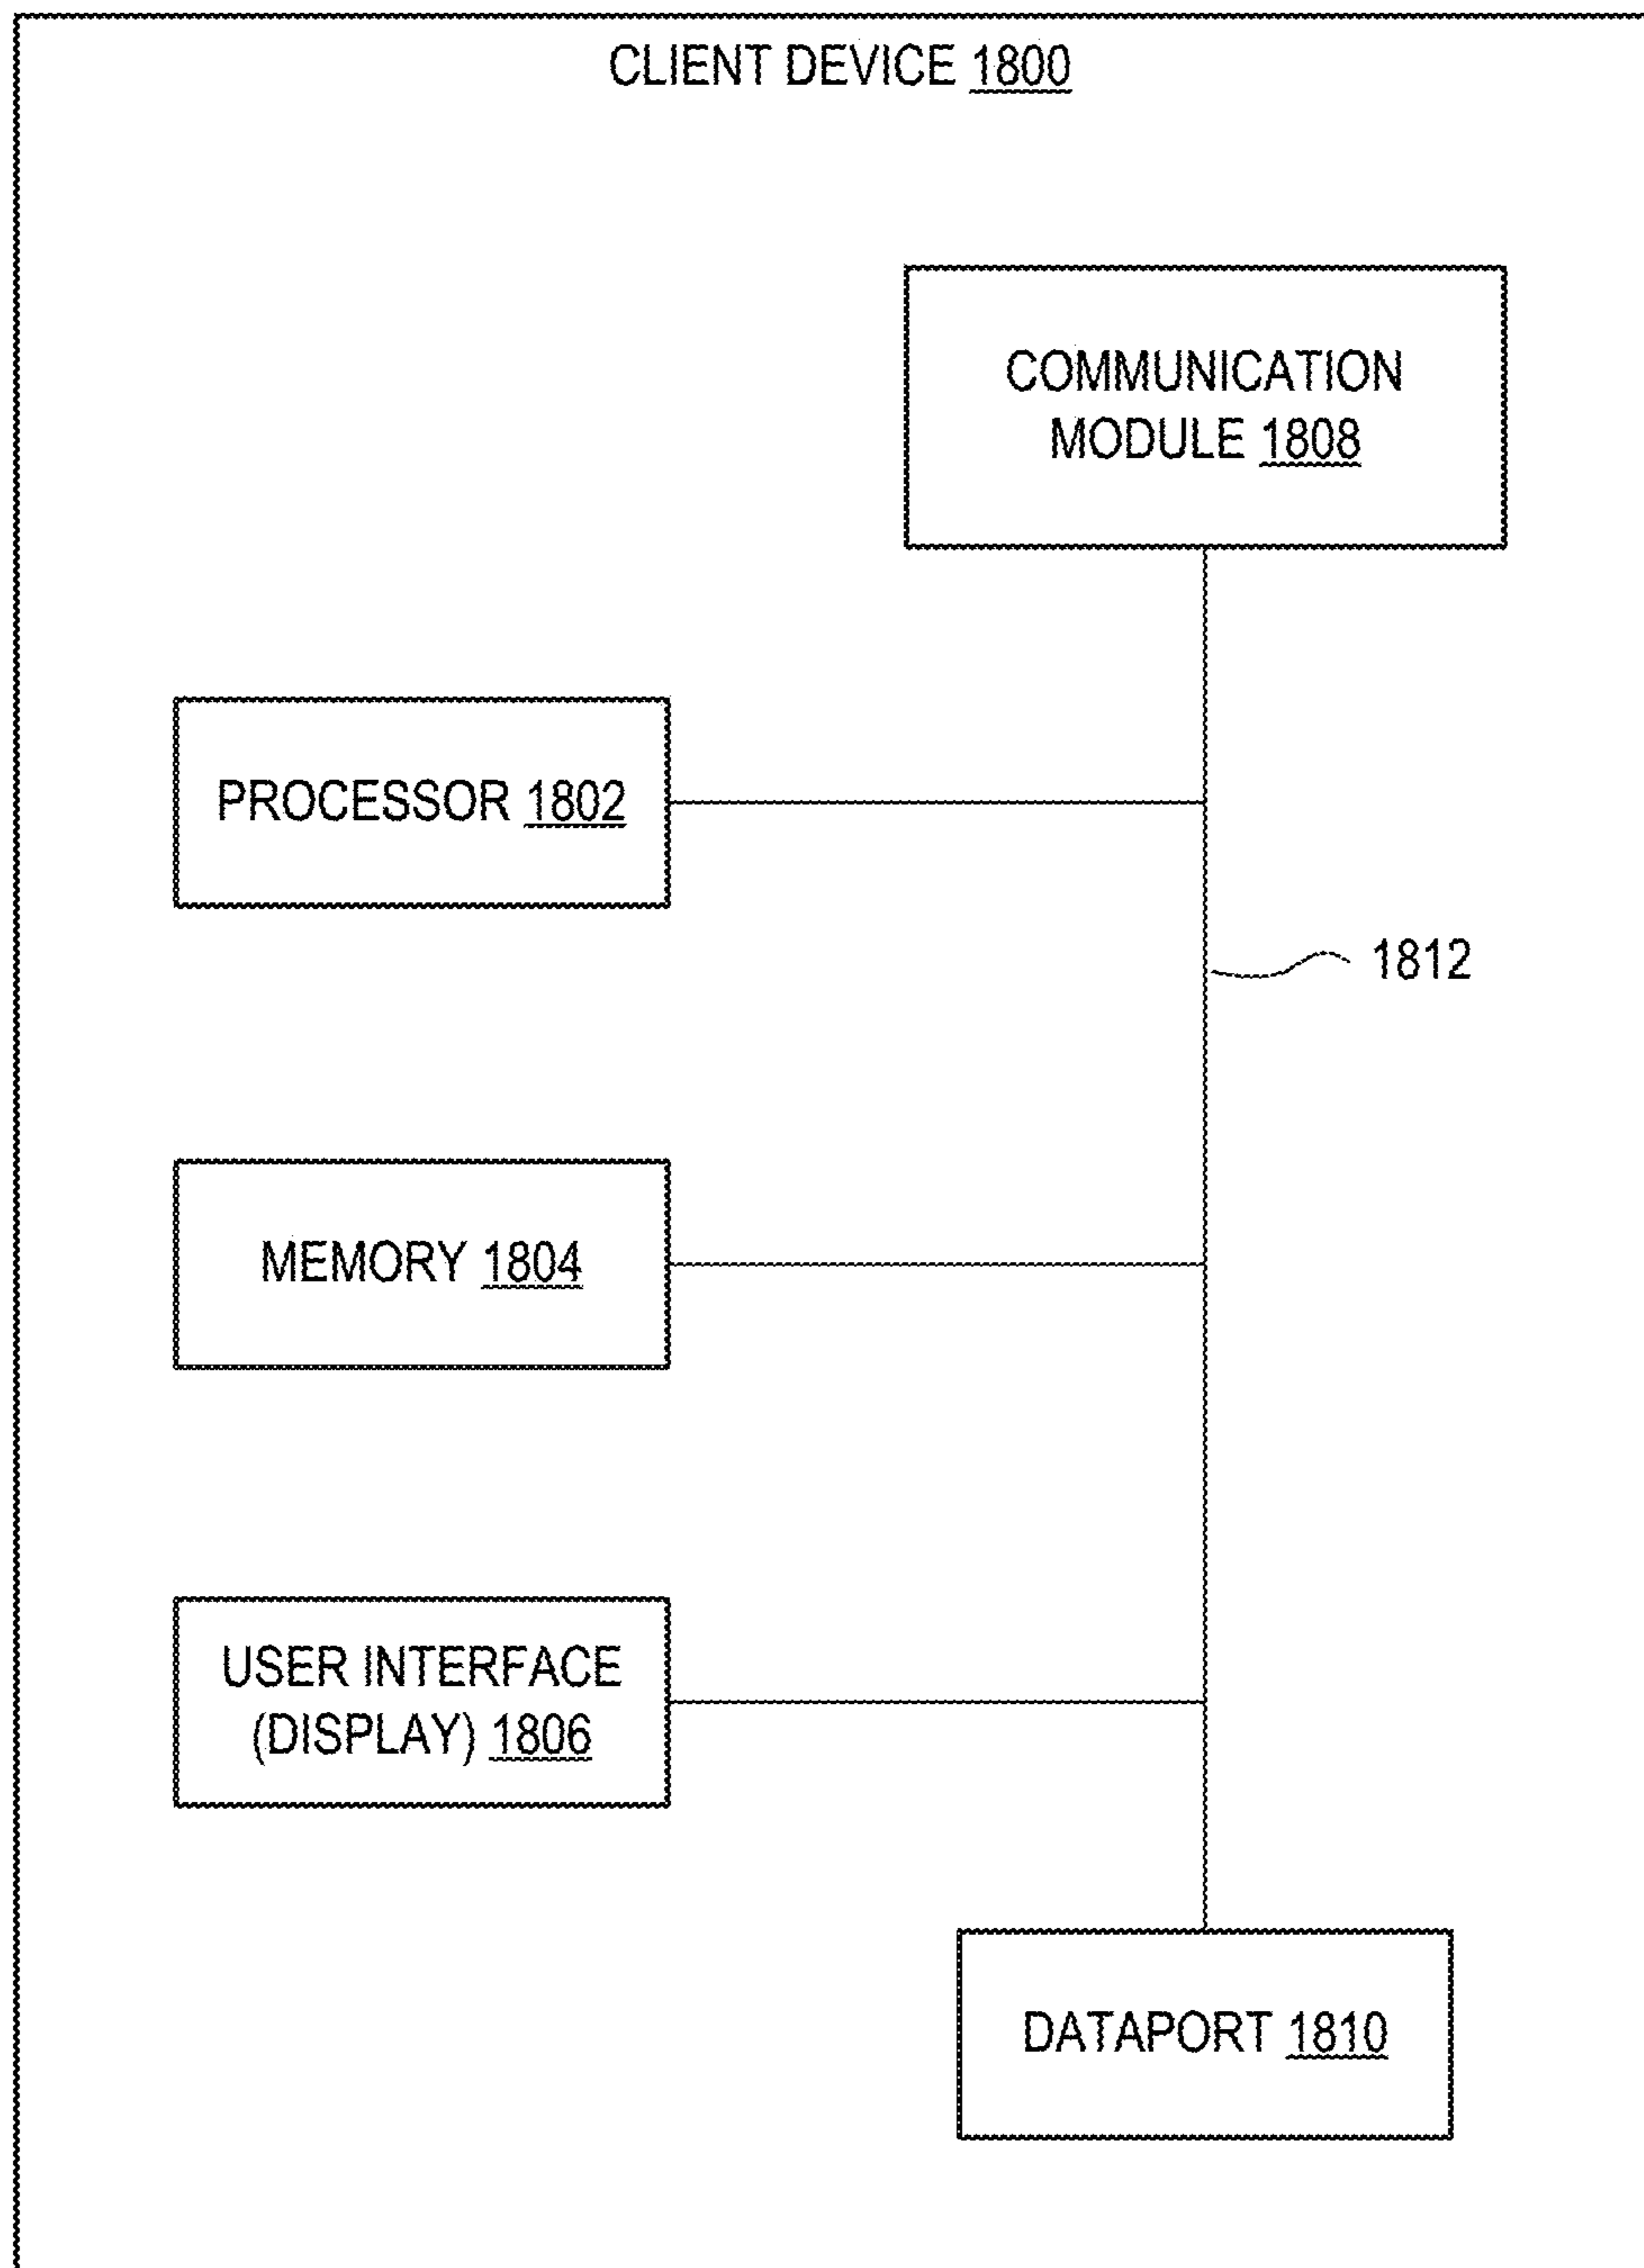 CLIENT DEVICE 1800
COMMUNICATION
MODULE 1808
PROCESSOR 1802
1812
MEMORY 1804
USER INTERFACE
(DISPLAY) 1806
DATAPORT 1810